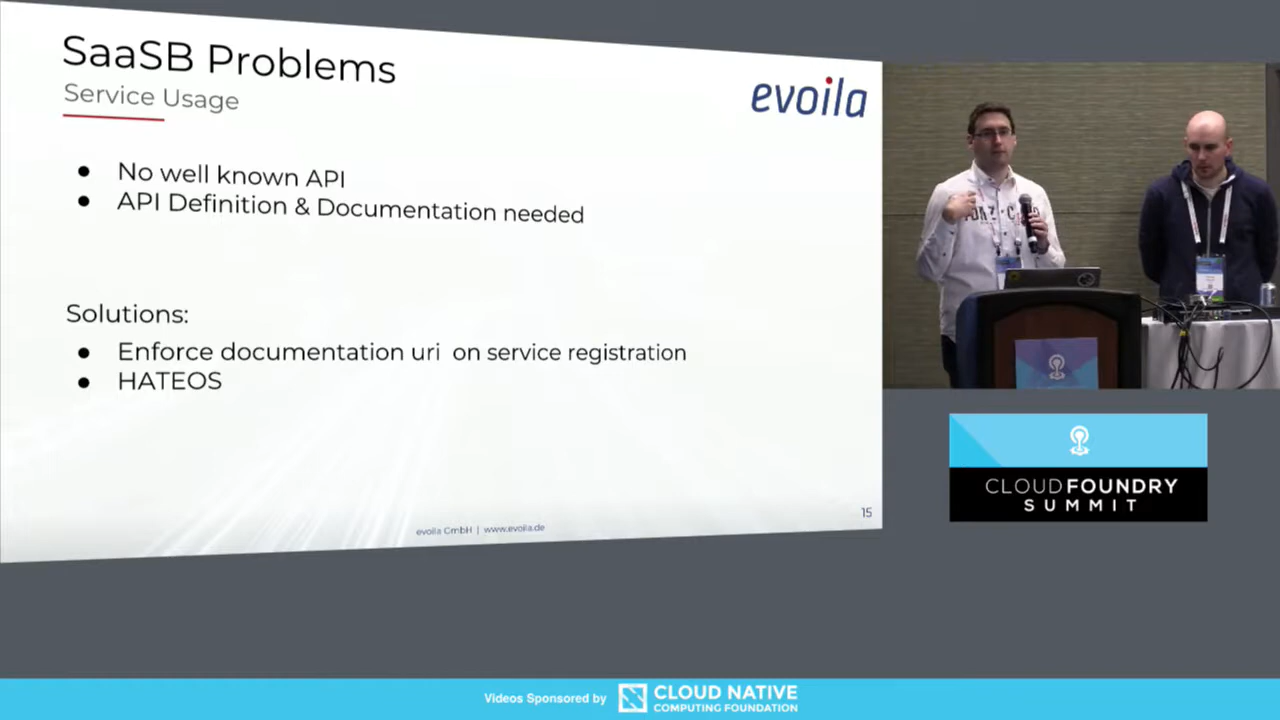 SaaSB Problems
Service Usage
evoila
No well known API
API Definition & Documentation needed
Solutions:
Enforce documentation uri on service registration
HATEOS
evoila GmbH | www.evoila.de
15
CLOUD FOUNDRY
SUMMIT
Videos Sponsored by
CLOUD NATIVE
COMPUTING FOUNDATION